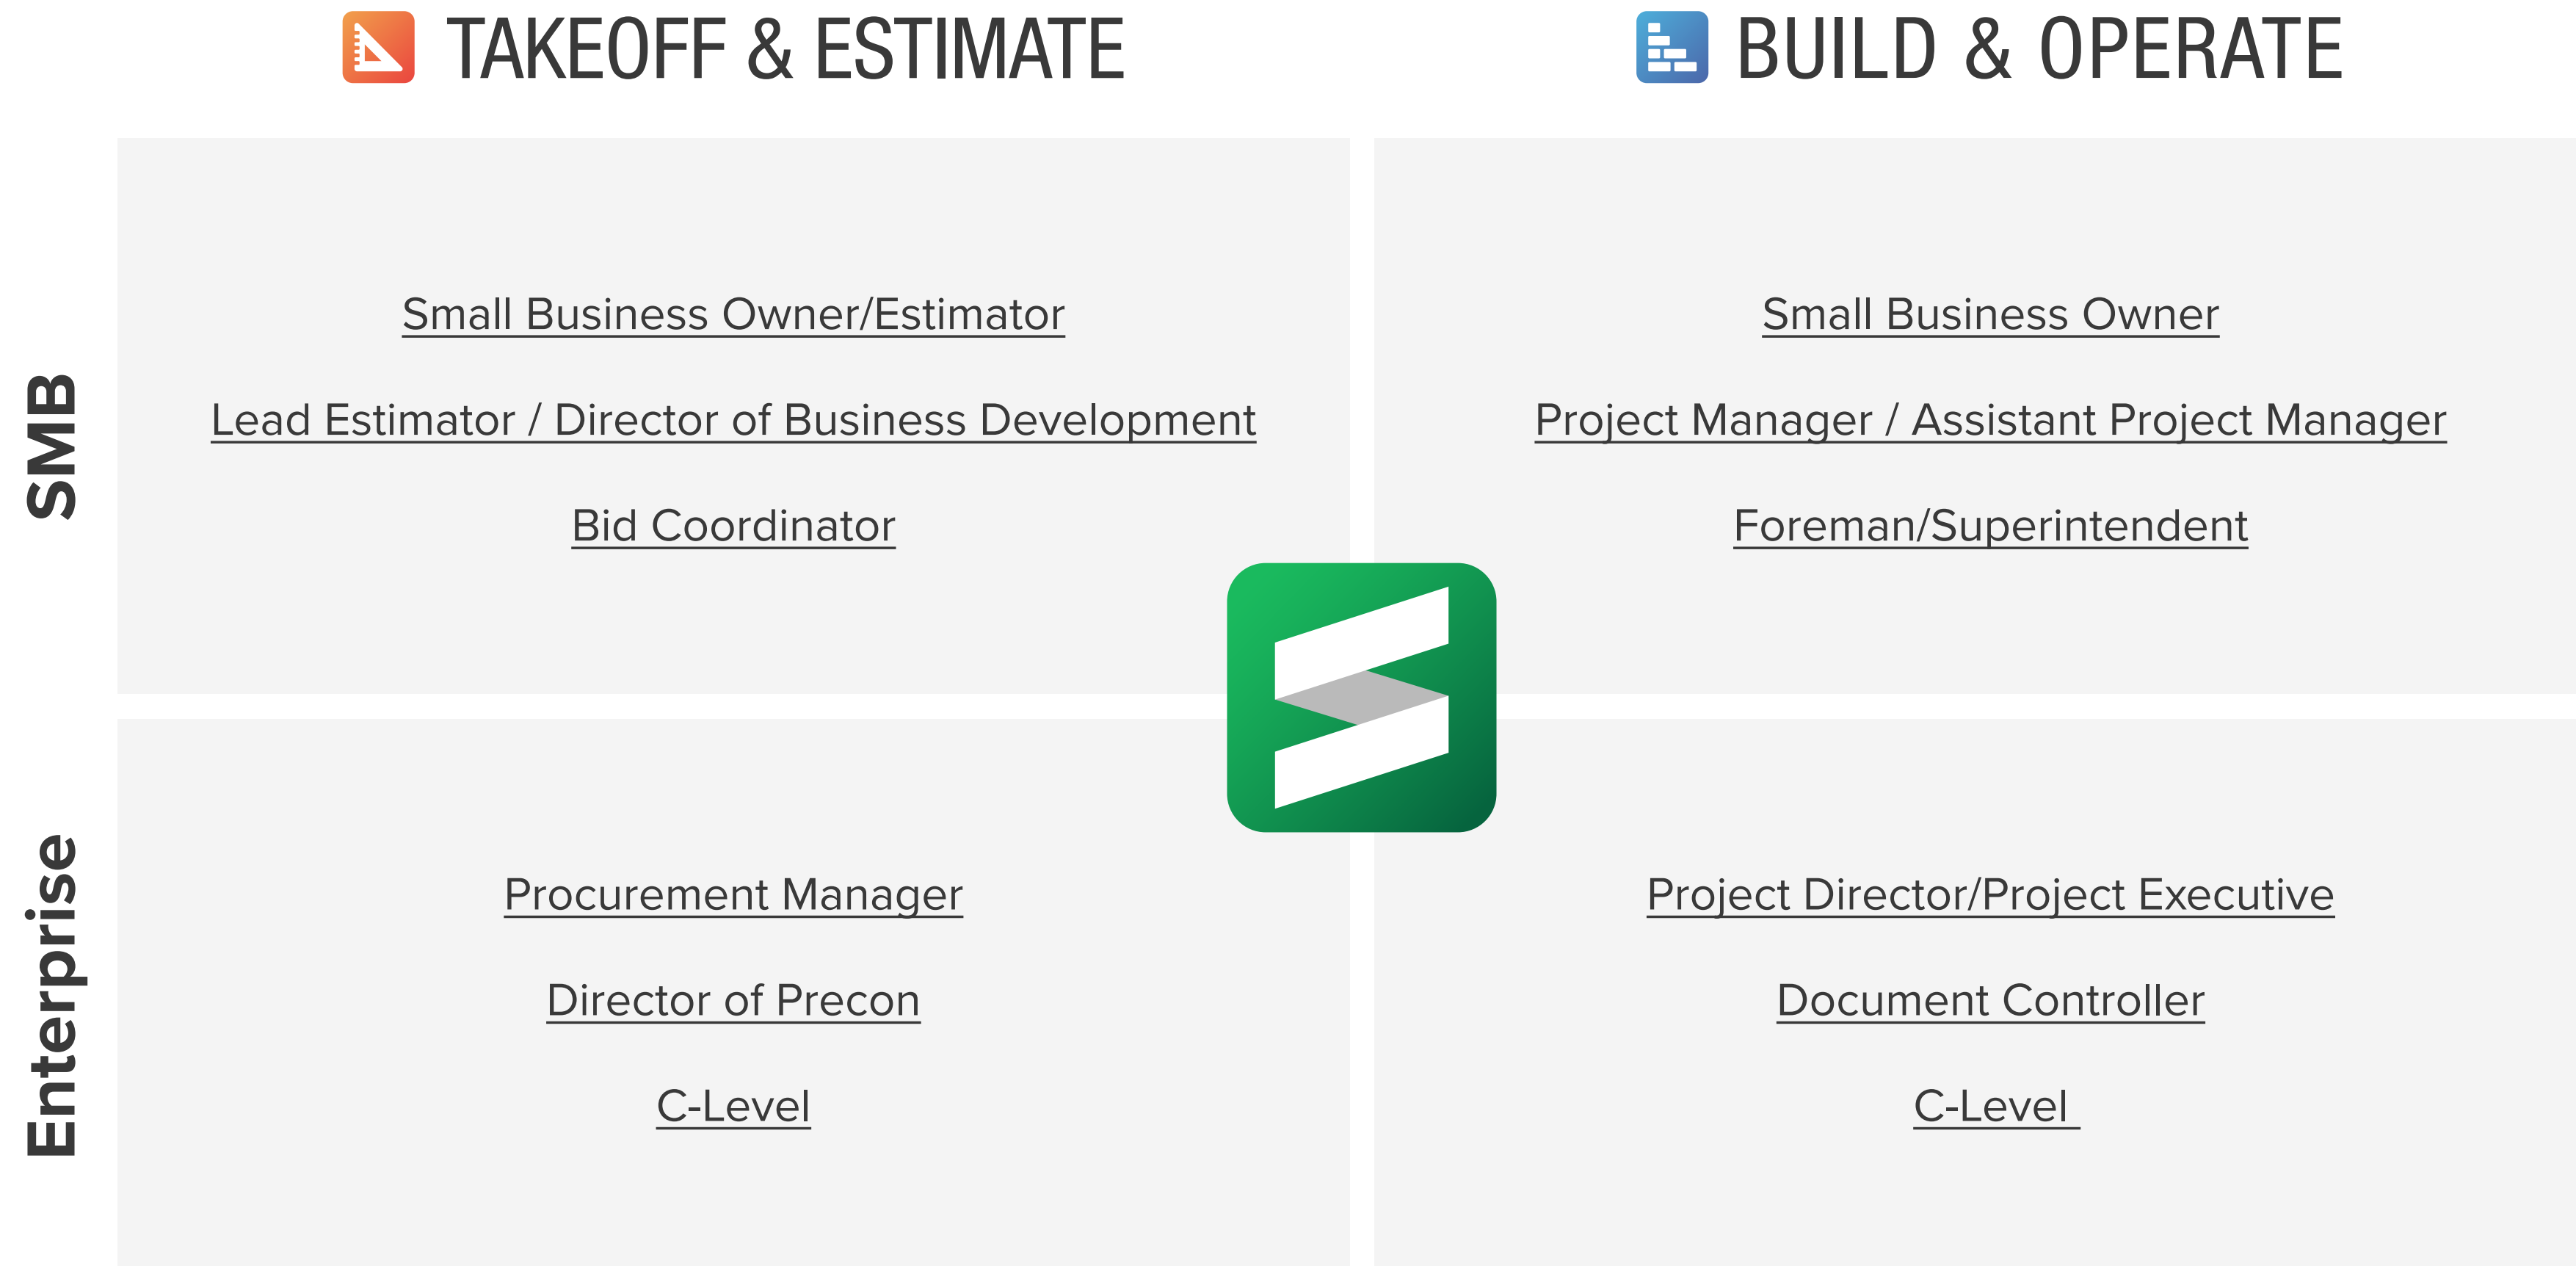 TAKEOFF & ESTIMATE
BUILD & OPERATE
SMB
Small Business Owner/Estimator
Lead Estimator / Director of Business Development
Bid Coordinator
Small Business Owner
Project Manager / Assistant Project Manager
Foreman/Superintendent
Enterprise
Procurement Manager
Director of Precon
C-Level
Project Director/Project Executive
Document Controller
C-Level